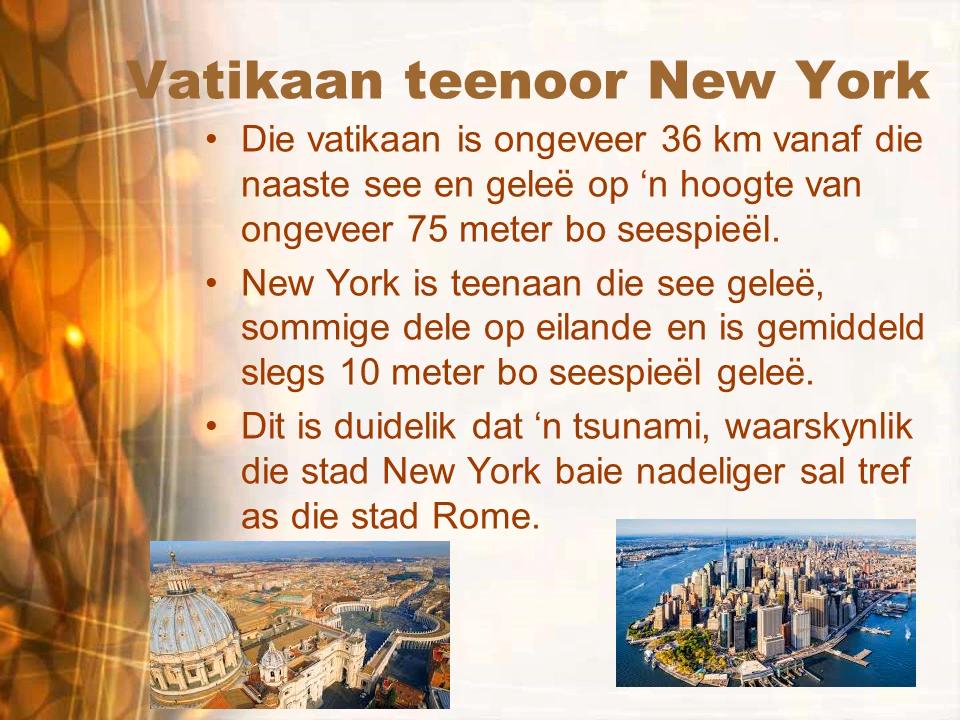 Vatikaan teenoor New York
• Die vatikaan is ongeveer 36 km vanaf die
naaste see en geleë op ‘n hoogte van
ongeveer 75 meter bo seespieël.
• New York is teenaan die see geleë,
sommige dele op eilande en is gemiddeld
slegs 10 meter bo seespieël geleë.
• Dit is duidelik dat ‘n tsunami, waarskynlik
die stad New York baie nadeliger sal tref
as die stad Rome.